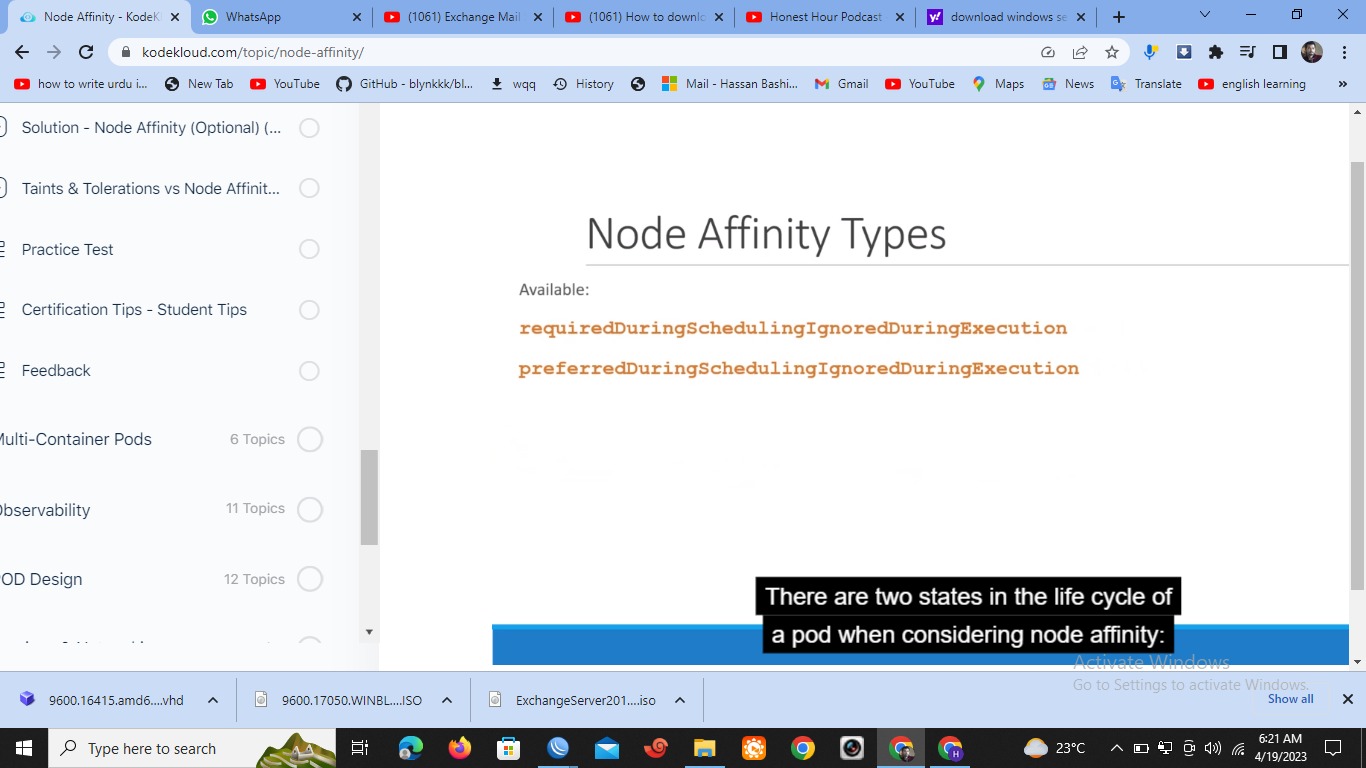 Node Affinity - KodeK
WhatsApp
(1061) Exchange Mail
(1061) How to downlo
Honest Hour Podcast
download windows se
kodekloud.com/topic/node-affinity/
how to write urdu i...
New Tab
YouTube
GitHub - blynkkk/bl...
wqq
History
Mail - Hassan Bashi...
Gmail
YouTube
Maps
News
Translate
english learning
»
Solution - Node Affinity (Optional) (...
Taints & Tolerations vs Node Affinit...
Practice Test
Certification Tips - Student Tips
Feedback
Multi-Container Pods 6 Topics
Observability 11 Topics
POD Design 12 Topics
Node Affinity Types
Available:
requiredDuringSchedulingIgnoredDuringExecution
preferredDuringSchedulingIgnoredDuringExecution
There are two states in the life cycle of
a pod when considering node affinity:
Activate Windows
Go to Settings to activate Windows.
9600.16415.amd6....vhd
9600.17050.WINBL....ISO
ExchangeServer201....iso
Show all
Type here to search
23°C
6:21 AM
4/19/2023